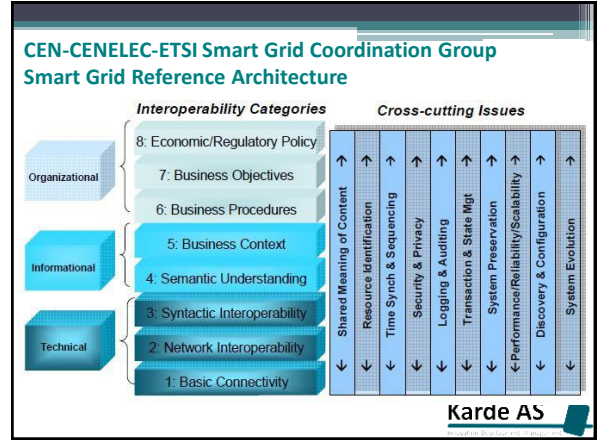 CEN-CENELEC-ETSI Smart Grid Coordination Group
Smart Grid Reference Architecture
Interoperability Categories
Cross-cutting Issues
Organizational
8: Economic/Regulatory Policy
7: Business Objectives
6: Business Procedures
Informational
5: Business Context
4: Semantic Understanding
Technical
3: Syntactic Interoperability
2: Network Interoperability
1: Basic Connectivity
Shared Meaning of Content
Resource Identification
Time Synch & Sequencing
Security & Privacy
Logging & Auditing
Transaction & State Mgt
System Preservation
Performance/Reliability/Scalability
Discovery & Configuration
System Evolution
Karde AS
Innovation Development Management